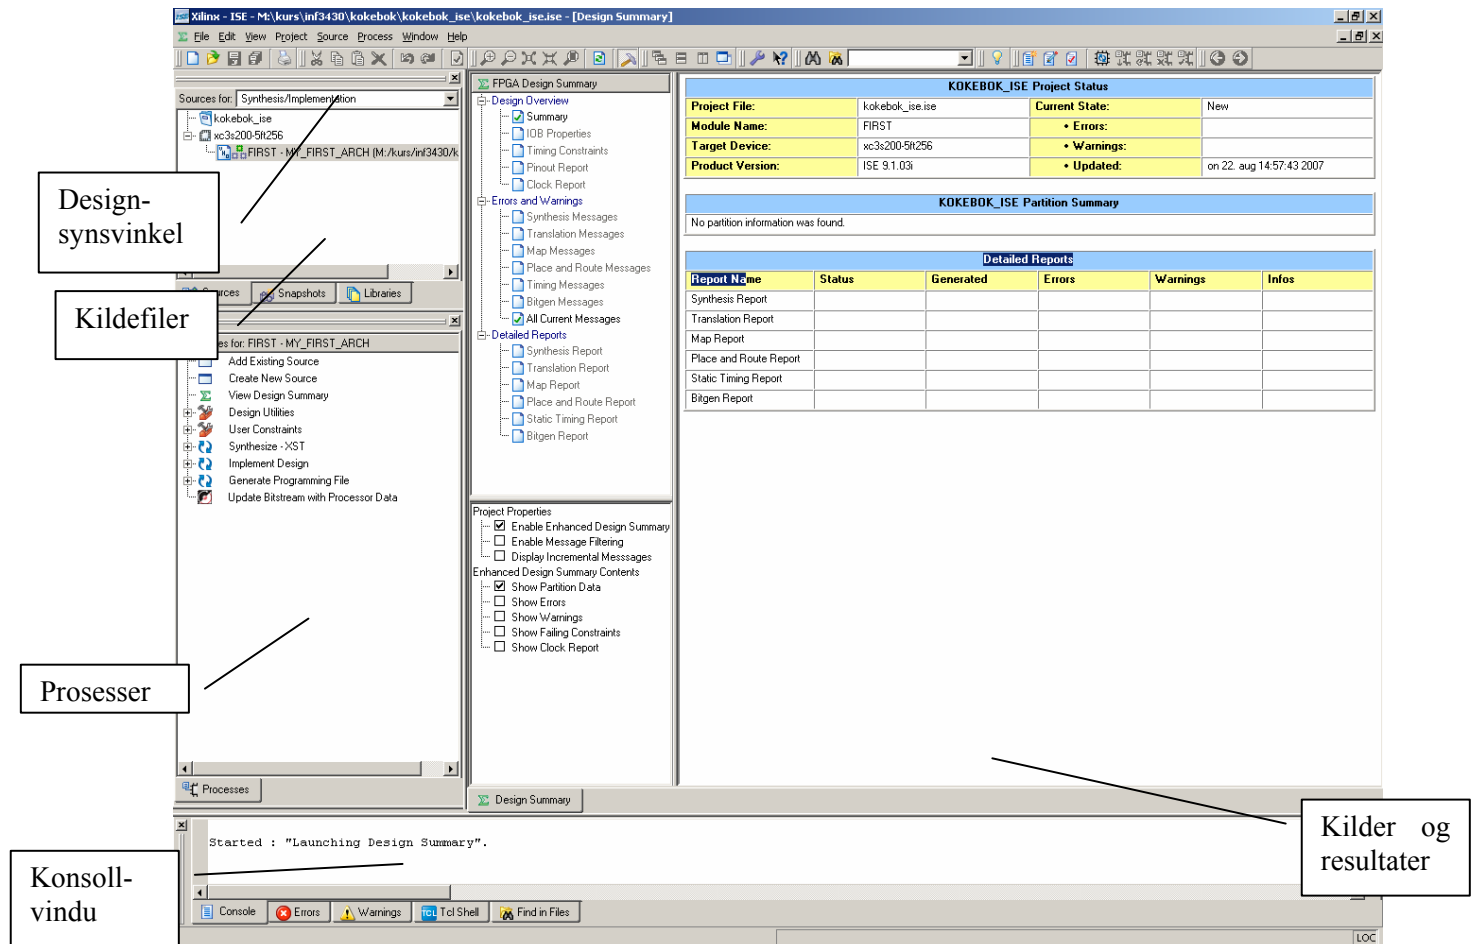 Xilinx - ISE - M:\kurs\inf3430\kokebok\kokebok_ise\kokebok_ise.ise - [Design Summary]
File Edit View Project Source Process Window Help
Sources for: Synthesis/Implementation
kokebok_ise
xc3s200-5ft256
FIRST - MY_FIRST_ARCH (M:/kurs/inf3430/k
Design-
synsvinkel
Snapshots
Libraries
Kildefiler
for: FIRST - MY_FIRST_ARCH
Add Existing Source
Create New Source
View Design Summary
Design Utilities
User Constraints
Synthesize - XST
Implement Design
Generate Programming File
Update Bitstream with Processor Data
Prosesser
Processes
FPGA Design Summary
Design Overview
Summary
IOB Properties
Timing Constraints
Pinout Report
Clock Report
Errors and Warnings
Synthesis Messages
Translation Messages
Map Messages
Place and Route Messages
Timing Messages
Bitgen Messages
All Current Messages
Detailed Reports
Synthesis Report
Translation Report
Map Report
Place and Route Report
Static Timing Report
Bitgen Report
Project Properties
Enable Enhanced Design Summary
Enable Message Filtering
Display Incremental Messsages
Enhanced Design Summary Contents
Show Partition Data
Show Errors
Show Warnings
Show Failing Constraints
Show Clock Report
Design Summary
KOKEBOK_ISE Project Status
Project File: kokebok_ise.ise Current State: New
Module Name: FIRST • Errors:
Target Device: xc3s200-5ft256 • Warnings:
Product Version: ISE 9.1.03i • Updated: on 22. aug 14:57:43 2007
KOKEBOK_ISE Partition Summary
No partition information was found.
Detailed Reports
Report Name Status Generated Errors Warnings Infos
Synthesis Report
Translation Report
Map Report
Place and Route Report
Static Timing Report
Bitgen Report
Kilder og
resultater
Started : "Launching Design Summary".
Konsoll-
vindu
Console Errors Warnings Tcl Shell Find in Files
LOC